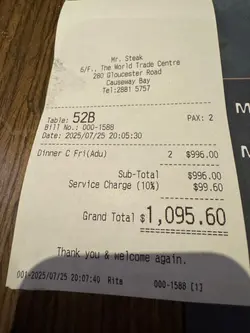 Mr. Steak
6/F., The World Trade Centre
280 Gloucester Road
Causeway Bay
Tel:2881 5757
Table: 52B PAX: 2
Bill No.: 000-1588
Date: 2025/07/25 20:05:30
Dinner C Fri(Adu) 2 $996.00
Sub-Total $996.00
Service Charge (10%) $99.60
Grand Total $1,095.60
Thank you & welcome again.
001-2025/07/25 20:07:40 Rita 000-1588 [1]
M